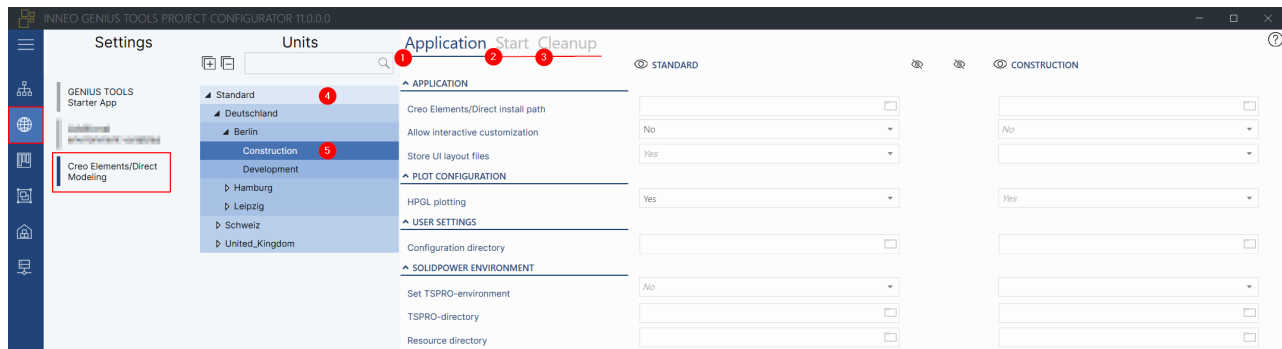 INNEO GENIUS TOOLS PROJECT CONFIGURATOR 11.0.0.0
Settings
GENIUS TOOLS
Starter App
Creo Elements/Direct
Modeling
Units
Standard 4
Deutschland
Berlin
Construction 5
Development
Hamburg
Leipzig
Schweiz
United_Kingdom
1 Application 2 Start 3 Cleanup
STANDARD CONSTRUCTION
APPLICATION
Creo Elements/Direct install path
Allow interactive customization No No
Store UI layout files Yes
PLOT CONFIGURATION
HPGL plotting Yes Yes
USER SETTINGS
Configuration directory
SOLIDPOWER ENVIRONMENT
Set TSPRO-environment No
TSPRO-directory
Resource directory